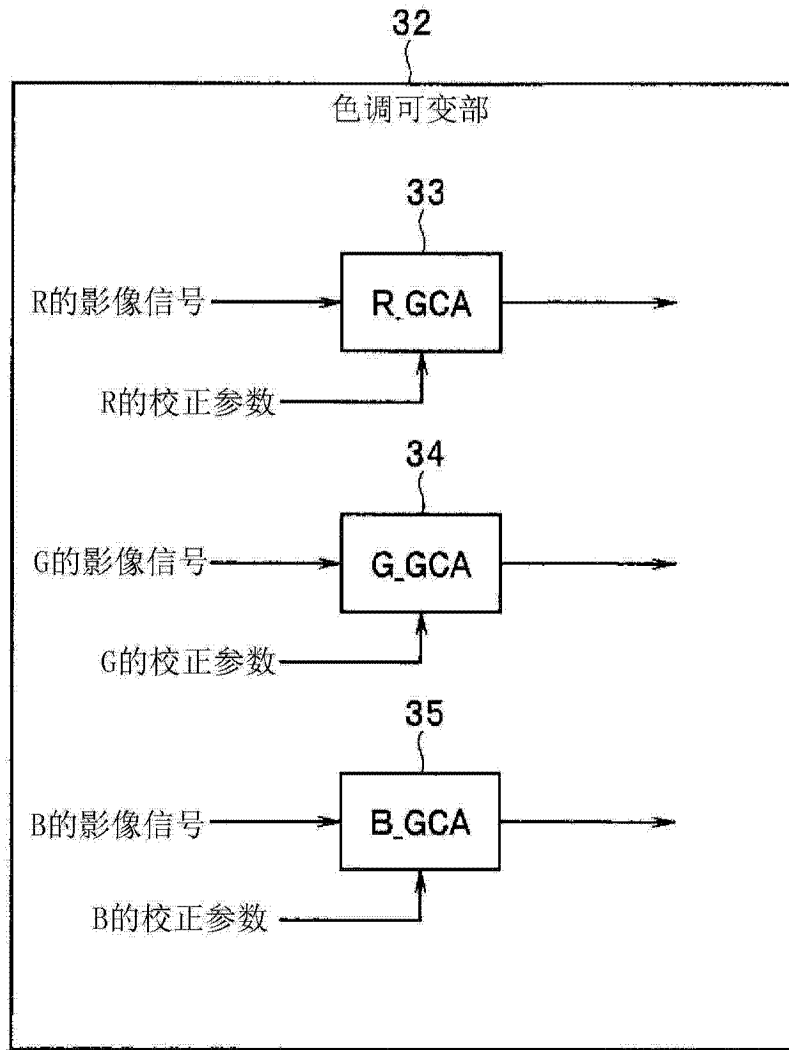 32
色调可变部
33
R的影像信号
R_GCA
R的校正参数
34
G的影像信号
G_GCA
G的校正参数
35
B的影像信号
B_GCA
B的校正参数